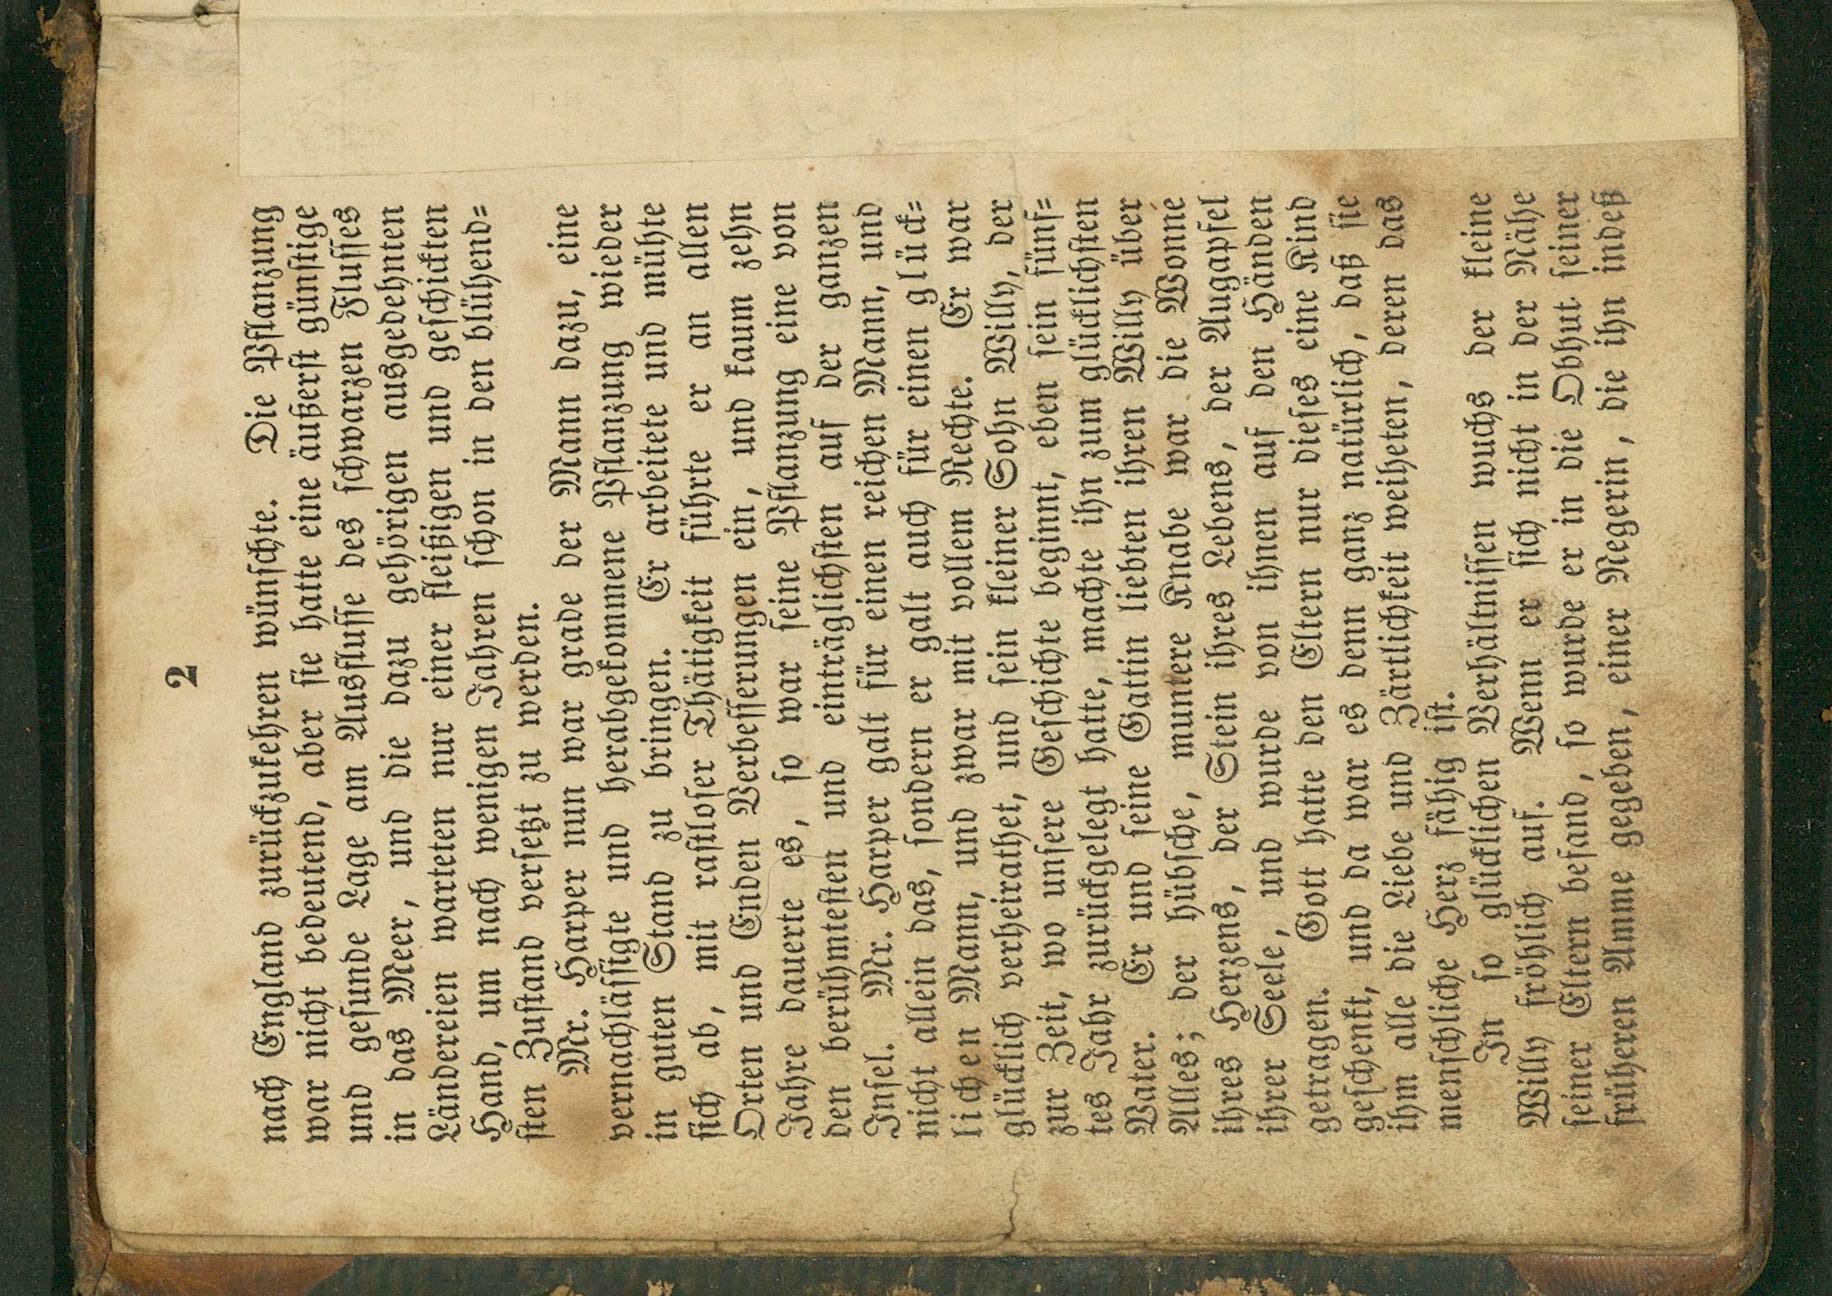 2
nach England zurückzukehren wünschte. Die Pflanzung
war nicht bedeutend, aber sie hatte eine äußerst günstige
und gesunde Lage am Ausflusse des schwarzen Flusses
in das Meer, und die dazu gehörigen ausgedehnten
Ländereien warteten nur einer fleißigen und geschickten
Hand, um nach wenigen Jahren schon in den blühend=
sten Zustand versetzt zu werden.
Mr. Harper nun war grade der Mann dazu, eine
vernachlässigte und herabgekommene Pflanzung wieder
in guten Stand zu bringen. Er arbeitete und mühte
sich ab, mit rastloser Thätigkeit führte er an allen
Orten und Enden Verbesserungen ein, und kaum zehn
Jahre dauerte es, so war seine Pflanzung eine von
den berühmtesten und einträglichsten auf der ganzen
Insel. Mr. Harper galt für einen reichen Mann, und
nicht allein das, sondern er galt auch für einen glück=
lichen Mann, und zwar mit vollem Rechte. Er war
glücklich verheirathet, und sein kleiner Sohn Willy, der
zur Zeit, wo unsere Geschichte beginnt, eben sein fünf=
tes Jahr zurückgelegt hatte, machte ihn zum glücklichsten
Vater. Er und seine Gattin liebten ihren Willy über
Alles; der hübsche, muntere Knabe war die Wonne
ihres Herzens, der Stein ihres Lebens, der Augapfel
ihrer Seele, und wurde von ihnen auf den Händen
getragen. Gott hatte den Eltern nur dieses eine Kind
geschenkt, und da war es denn ganz natürlich, daß sie
ihm alle die Liebe und Zärtlichkeit weiheten, deren das
menschliche Herz fähig ist.
In so glücklichen Verhältnissen wuchs der kleine
Willy fröhlich auf. Wenn er sich nicht in der Nähe
seiner Eltern befand, so wurde er in die Obhut seiner
früheren Amme gegeben, einer Negerin, die ihn indeß